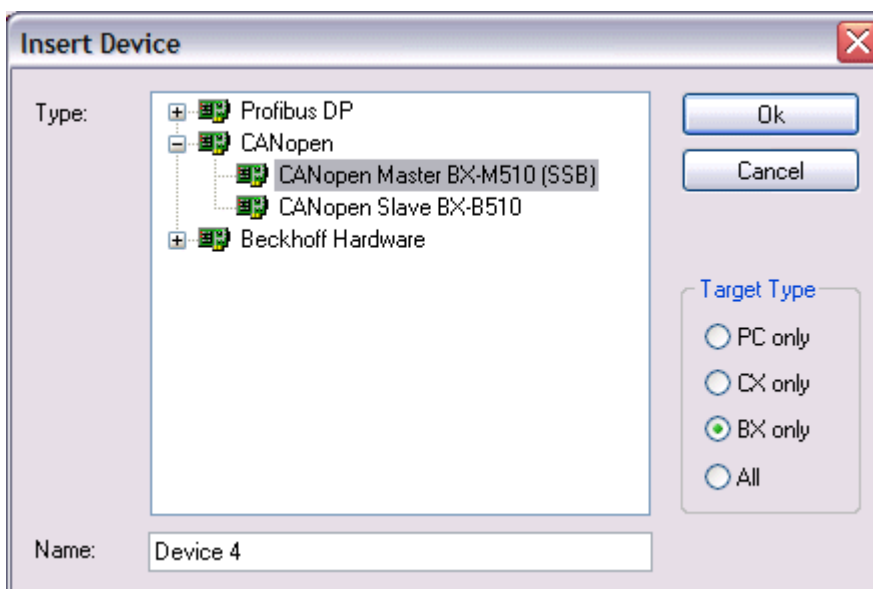 Insert Device
Type:
Profibus DP
CANopen
CANopen Master BX-M510 (SSB)
CANopen Slave BX-B510
Beckhoff Hardware
Ok
Cancel
Target Type
PC only
CX only
BX only
All
Name:
Device 4